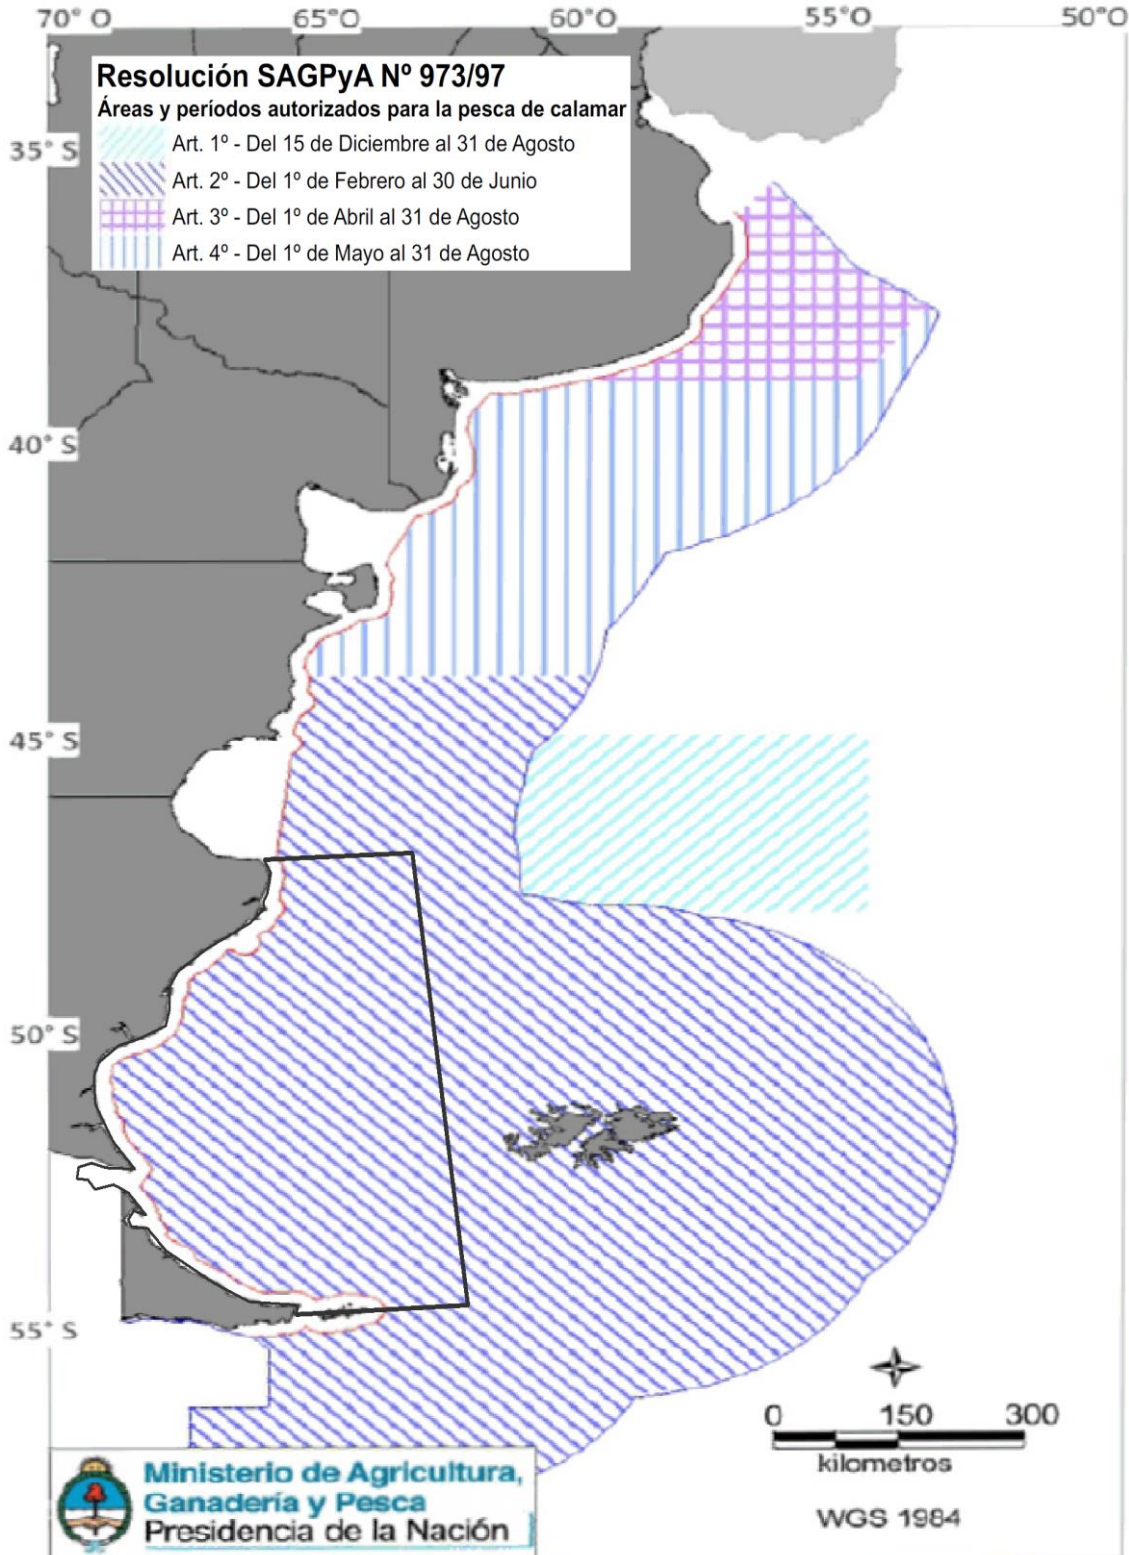 70° O 65°O 60°O 55°O 50°O
Resolución SAGPyA Nº 973/97
Áreas y períodos autorizados para la pesca de calamar
Art. 1º - Del 15 de Diciembre al 31 de Agosto
Art. 2º - Del 1º de Febrero al 30 de Junio
Art. 3º - Del 1º de Abril al 31 de Agosto
Art. 4º - Del 1º de Mayo al 31 de Agosto
35° S
40° S
45° S
50° S
55° S
0 150 300
kilometros
WGS 1984
Ministerio de Agricultura,
Ganadería y Pesca
Presidencia de la Nación